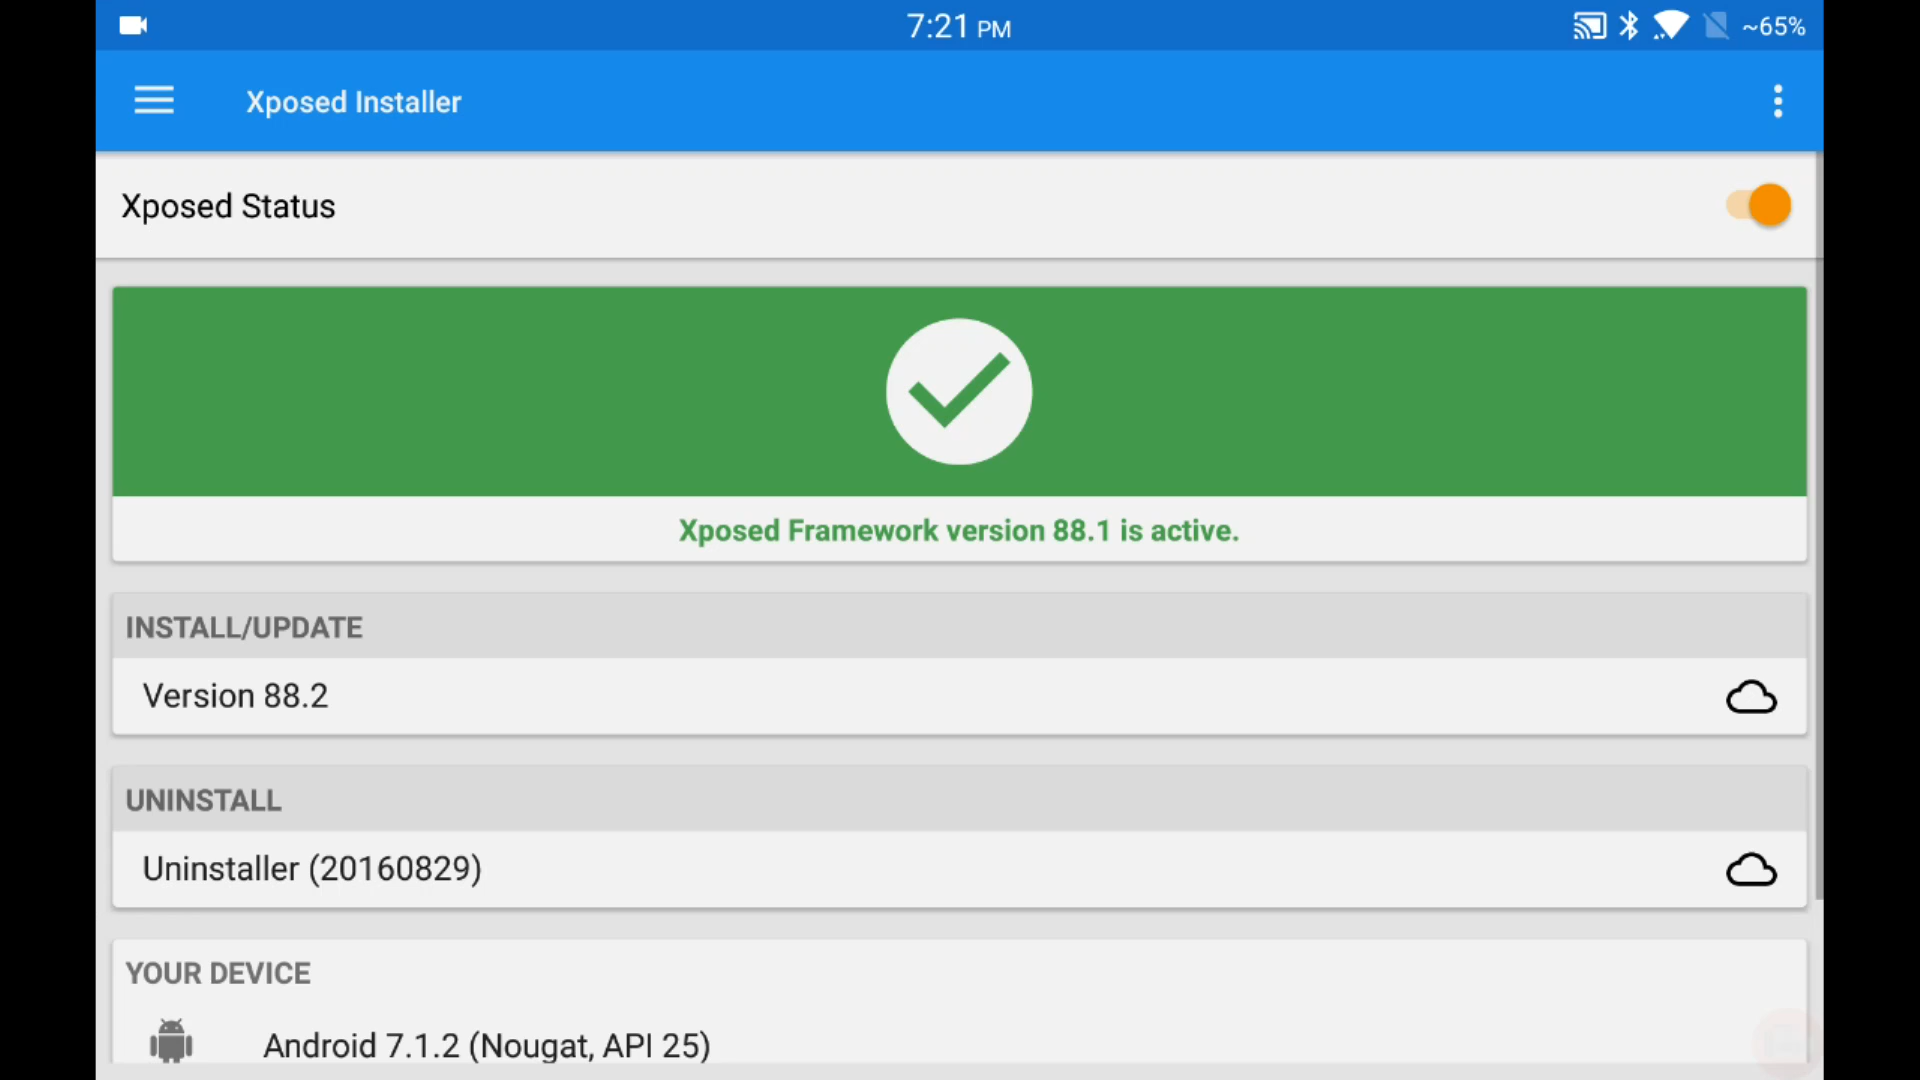 7:21 PM
~65%
Xposed Installer
Xposed Status
Xposed Framework version 88.1 is active.
INSTALL/UPDATE
Version 88.2
UNINSTALL
Uninstaller (20160829)
YOUR DEVICE
Android 7.1.2 (Nougat, API 25)